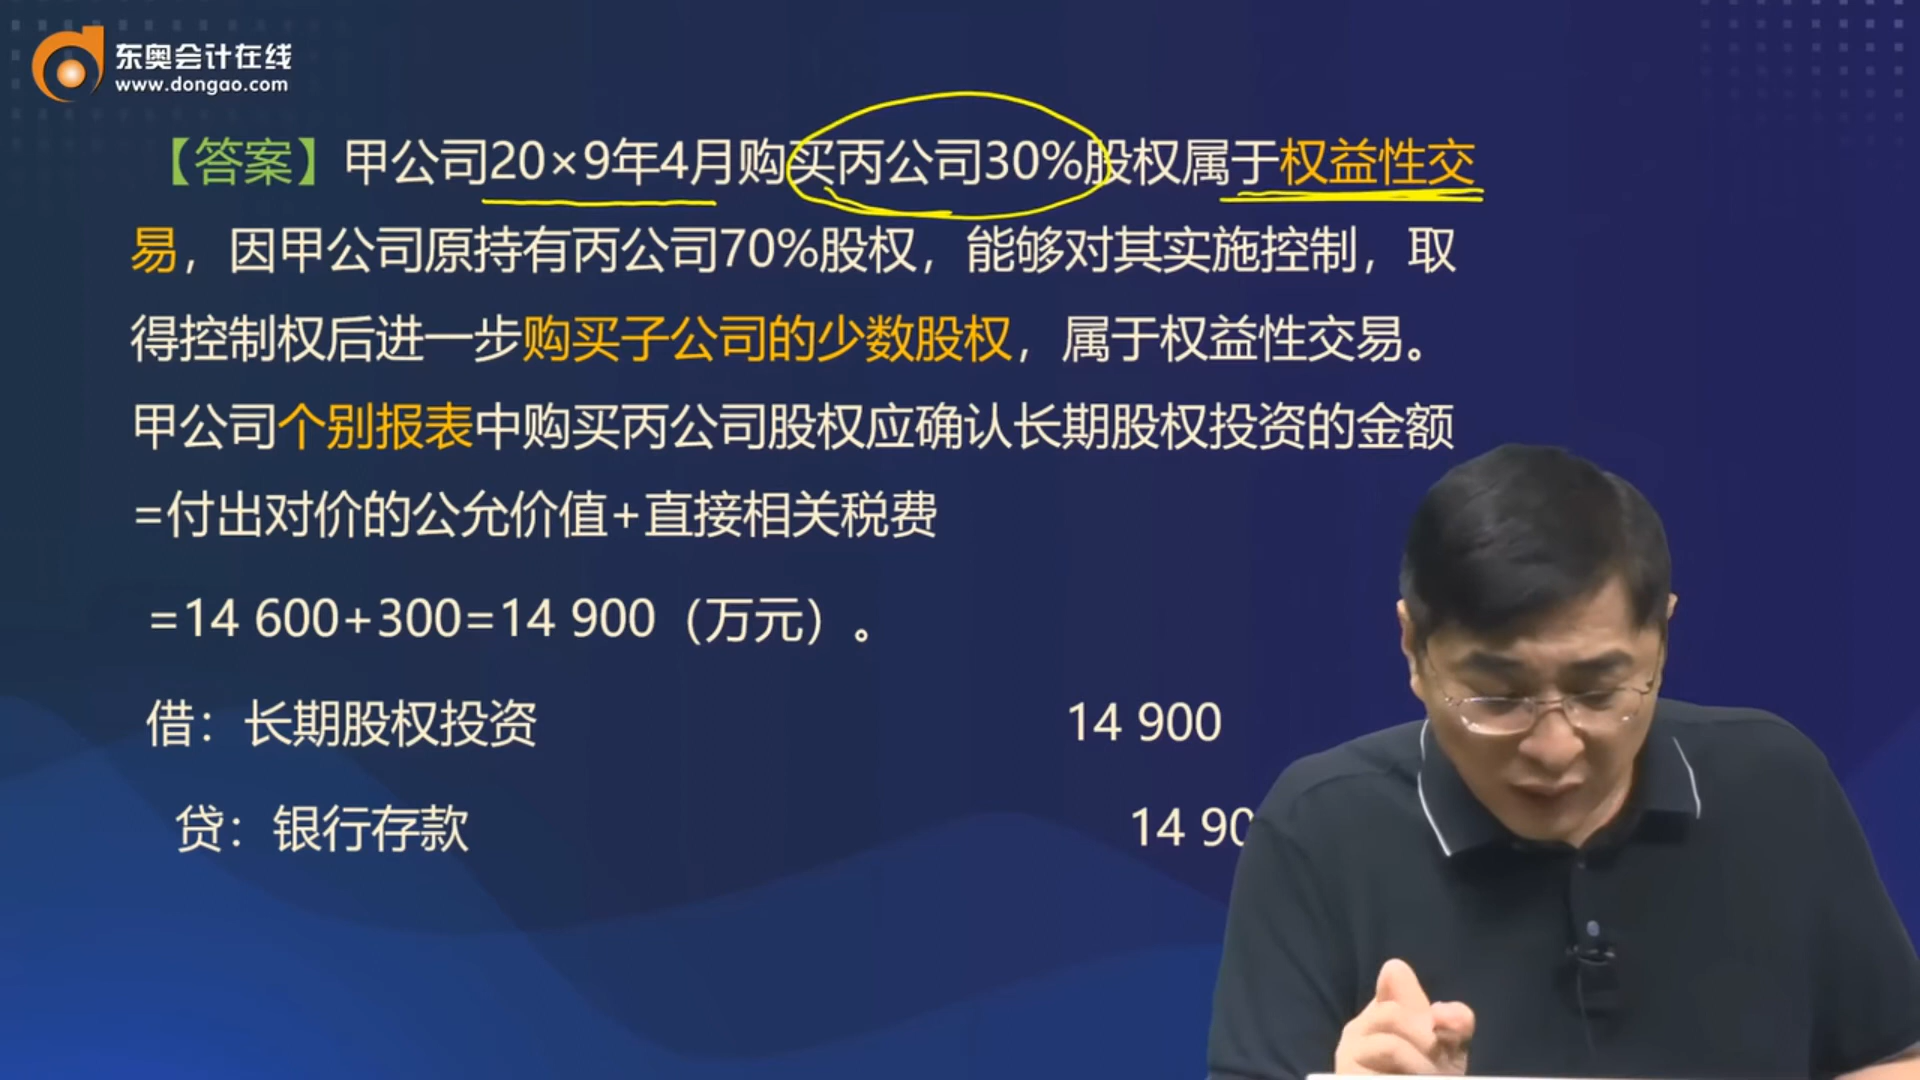 东奥会计在线
www.dongao.com
【答案】甲公司20×9年4月购买丙公司30%股权属于权益性交
易，因甲公司原持有丙公司70%股权，能够对其实施控制，取
得控制权后进一步购买子公司的少数股权，属于权益性交易。
甲公司个别报表中购买丙公司股权应确认长期股权投资的金额
=付出对价的公允价值+直接相关税费
=14 600+300=14 900（万元）。
借：长期股权投资 14 900
贷：银行存款 14 90